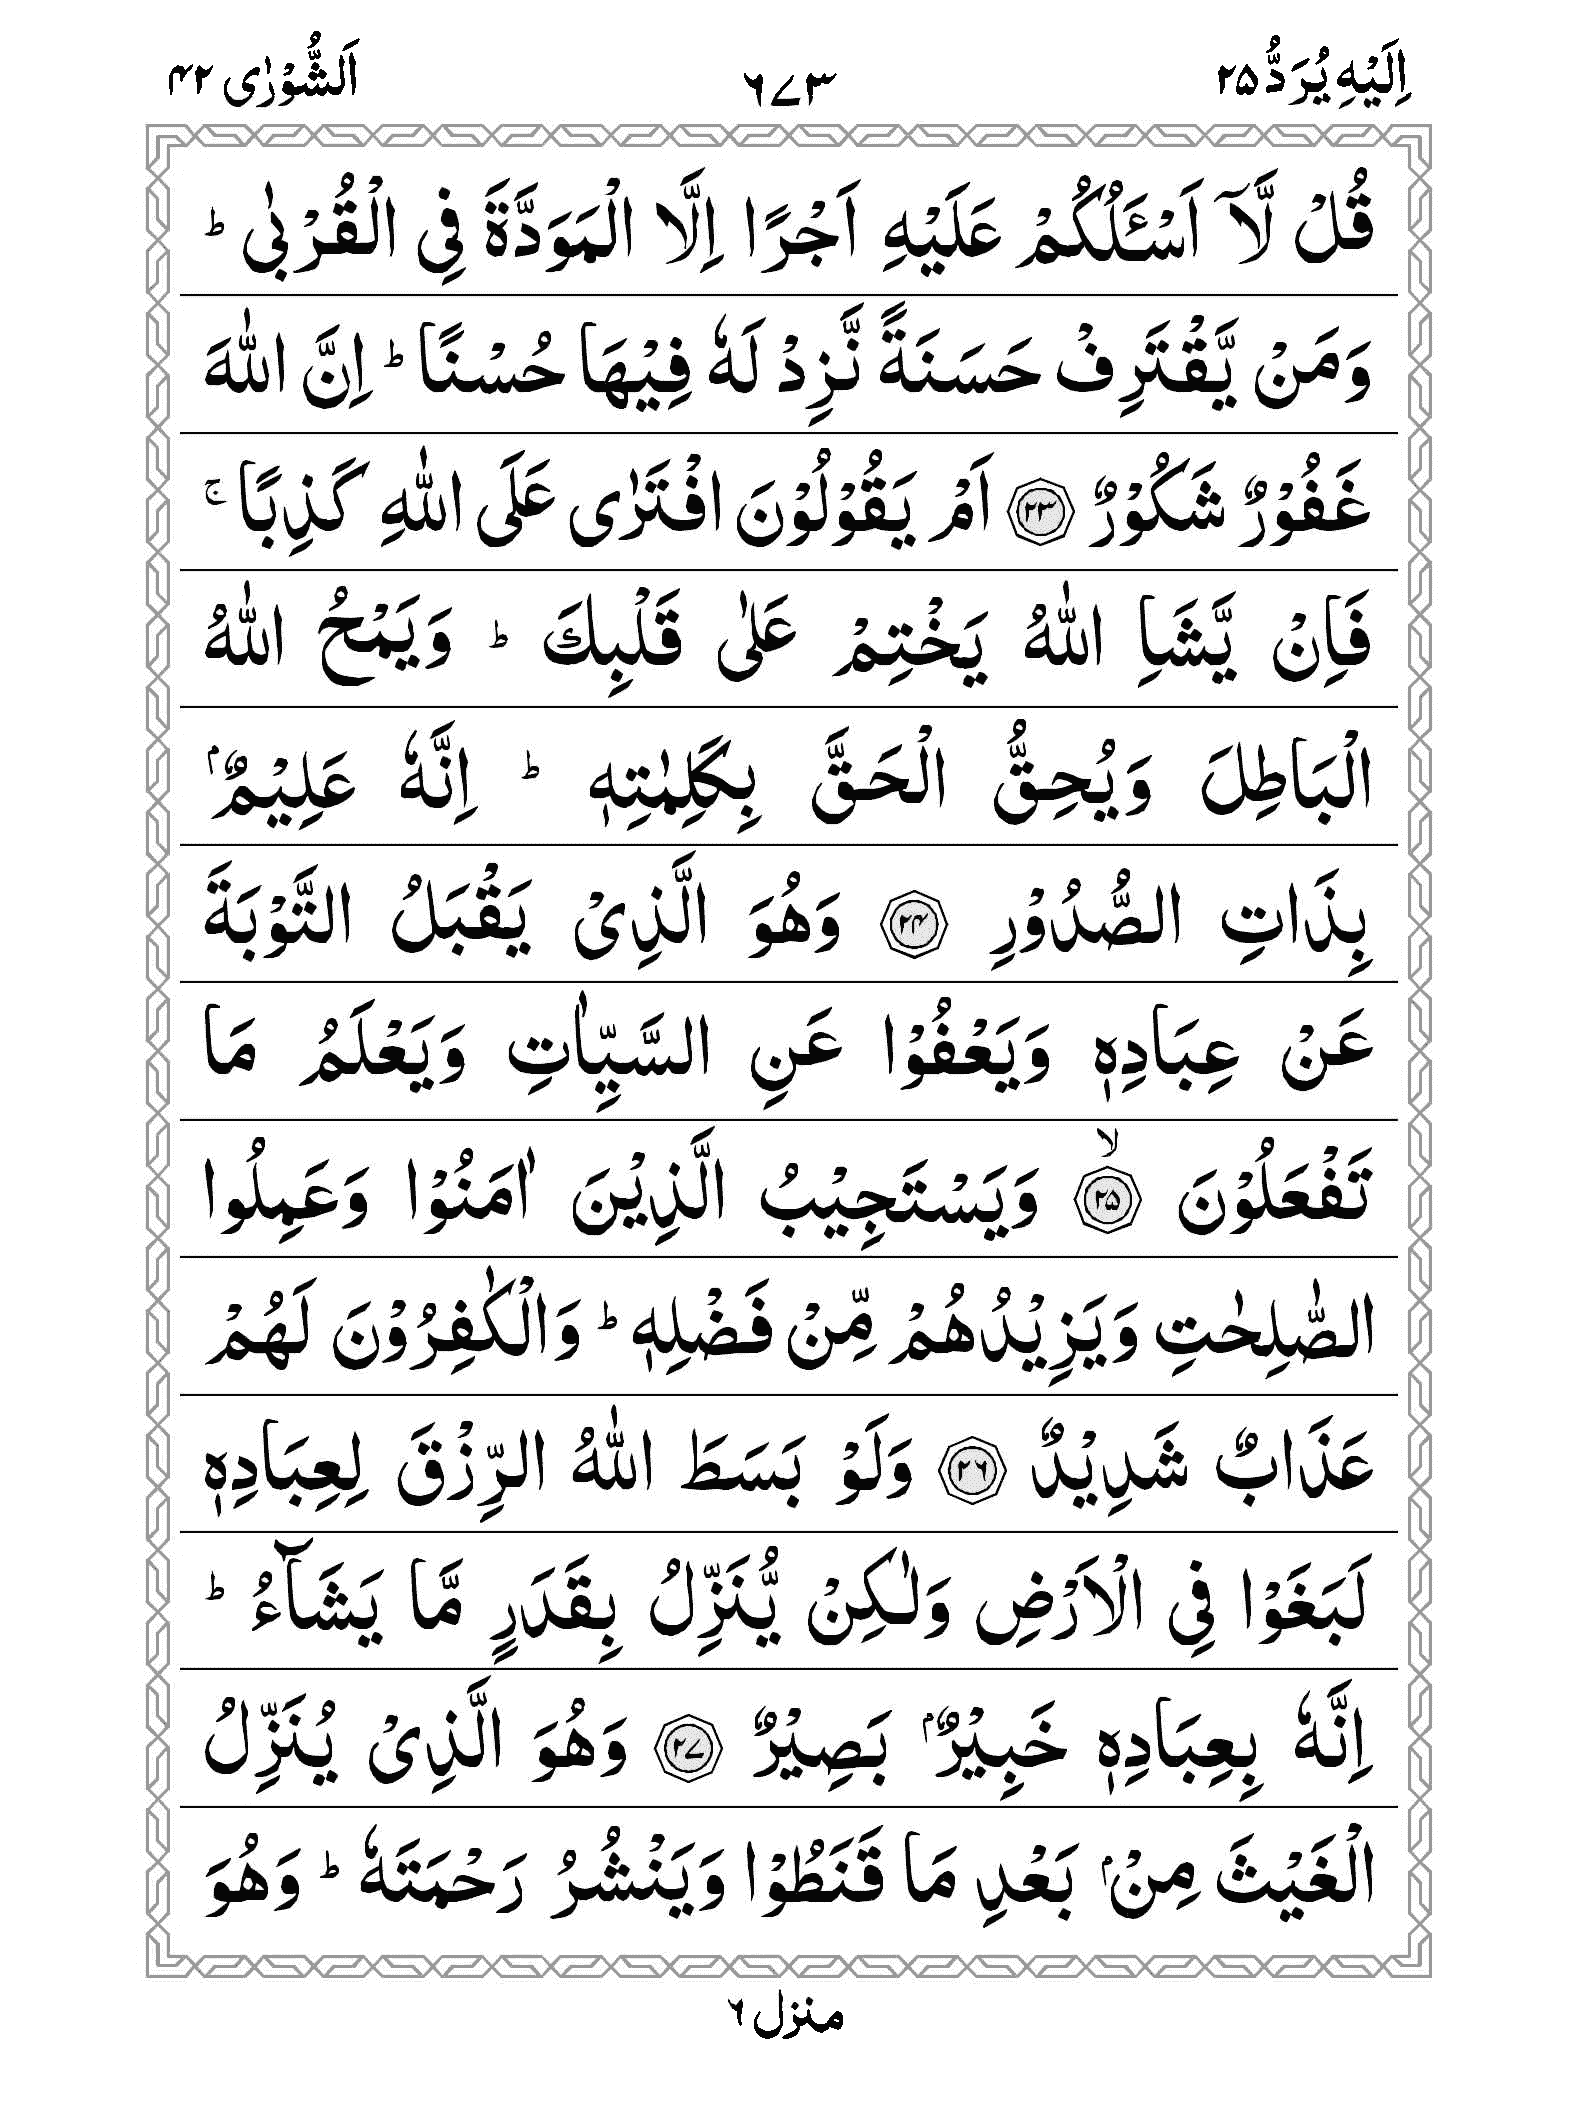 اِلَيْهِ يُرَدُّ ٢٥ ٦٧٣ اَلشُّوْرٰى ٤٢
قُلْ لَّاۤ اَسْـَٔلُكُمْ عَلَيْهِ اَجْرًا اِلَّا الْمَوَدَّةَ فِى الْقُرْبٰى ؕ
وَمَنْ يَّقْتَرِفْ حَسَنَةً نَّزِدْ لَهٗ فِيْهَا حُسْنًا ؕ اِنَّ اللّٰهَ
غَفُوْرٌ شَكُوْرٌ ﴿٢٣﴾ اَمْ يَقُوْلُوْنَ افْتَرٰى عَلَى اللّٰهِ كَذِبًا ۚ
فَاِنْ يَّشَاِ اللّٰهُ يَخْتِمْ عَلٰى قَلْبِكَ ؕ وَيَمْحُ اللّٰهُ
الْبَاطِلَ وَيُحِقُّ الْحَقَّ بِكَلِمٰتِهٖ ؕ اِنَّهٗ عَلِيْمٌۢ
بِذَاتِ الصُّدُوْرِ ﴿٢٤﴾ وَهُوَ الَّذِىْ يَقْبَلُ التَّوْبَةَ
عَنْ عِبَادِهٖ وَيَعْفُوْا عَنِ السَّيِّاٰتِ وَيَعْلَمُ مَا
تَفْعَلُوْنَ ۙ﴿٢٥﴾ وَيَسْتَجِيْبُ الَّذِيْنَ اٰمَنُوْا وَعَمِلُوا
الصّٰلِحٰتِ وَيَزِيْدُهُمْ مِّنْ فَضْلِهٖ ؕ وَالْكٰفِرُوْنَ لَهُمْ
عَذَابٌ شَدِيْدٌ ﴿٢٦﴾ وَلَوْ بَسَطَ اللّٰهُ الرِّزْقَ لِعِبَادِهٖ
لَبَغَوْا فِى الْاَرْضِ وَلٰكِنْ يُّنَزِّلُ بِقَدَرٍ مَّا يَشَآءُ ؕ
اِنَّهٗ بِعِبَادِهٖ خَبِيْرٌۢ بَصِيْرٌ ﴿٢٧﴾ وَهُوَ الَّذِىْ يُنَزِّلُ
الْغَيْثَ مِنْۢ بَعْدِ مَا قَنَطُوْا وَيَنْشُرُ رَحْمَتَهٗ ؕ وَهُوَ
منزل ٦